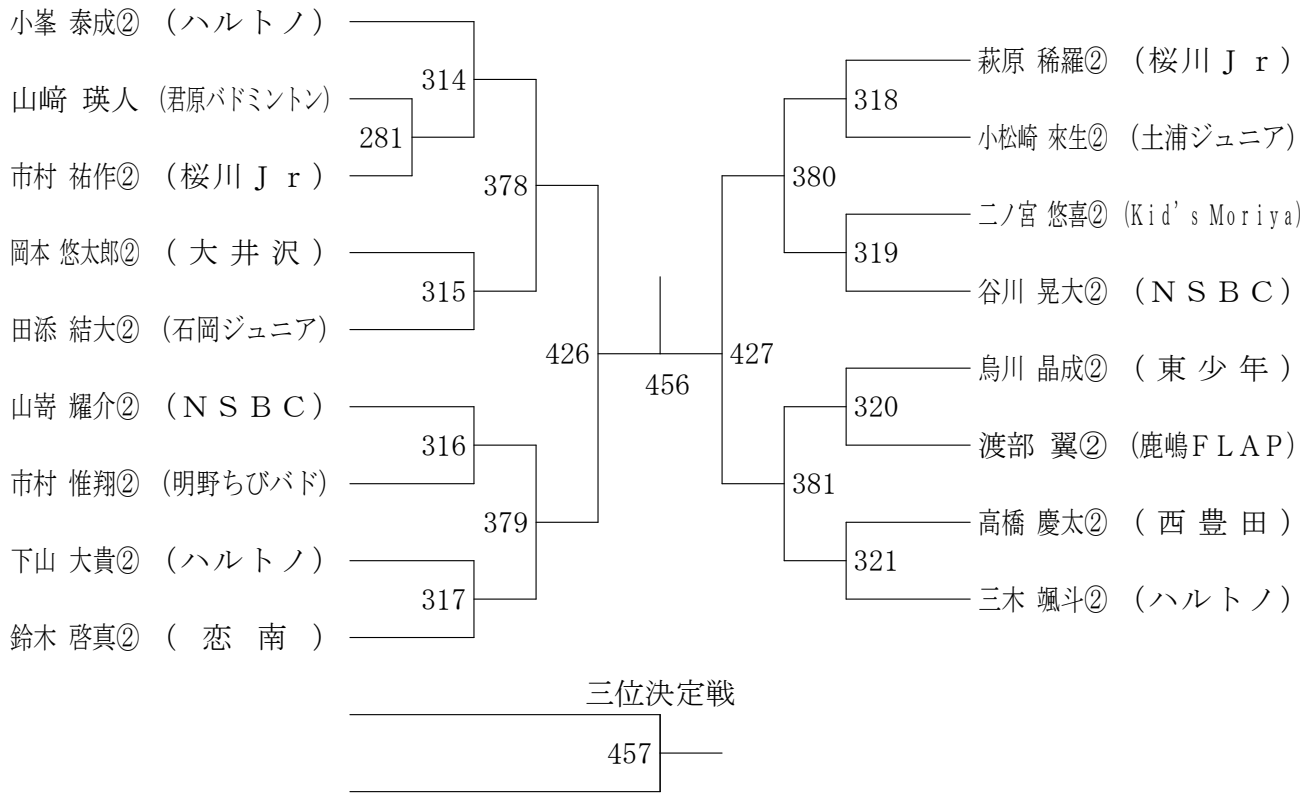 小峯 泰成② (ハルトノ)
山﨑 瑛人 (君原バドミントン)
市村 祐作② (桜川Ｊｒ)
岡本 悠太郎② (大井沢)
田添 結大② (石岡ジュニア)
山嵜 耀介② (ＮＳＢＣ)
市村 惟翔② (明野ちびバド)
下山 大貴② (ハルトノ)
鈴木 啓真② (恋南)
314
281
378
315
426
316
379
317
456
萩原 稀羅② (桜川Ｊｒ)
小松崎 來生② (土浦ジュニア)
二ノ宮 悠喜② (Kid's Moriya)
谷川 晃大② (ＮＳＢＣ)
烏川 晶成② (東少年)
渡部 翼② (鹿嶋ＦＬＡＰ)
高橋 慶太② (西豊田)
三木 颯斗② (ハルトノ)
318
380
319
427
320
381
321
三位決定戦
457